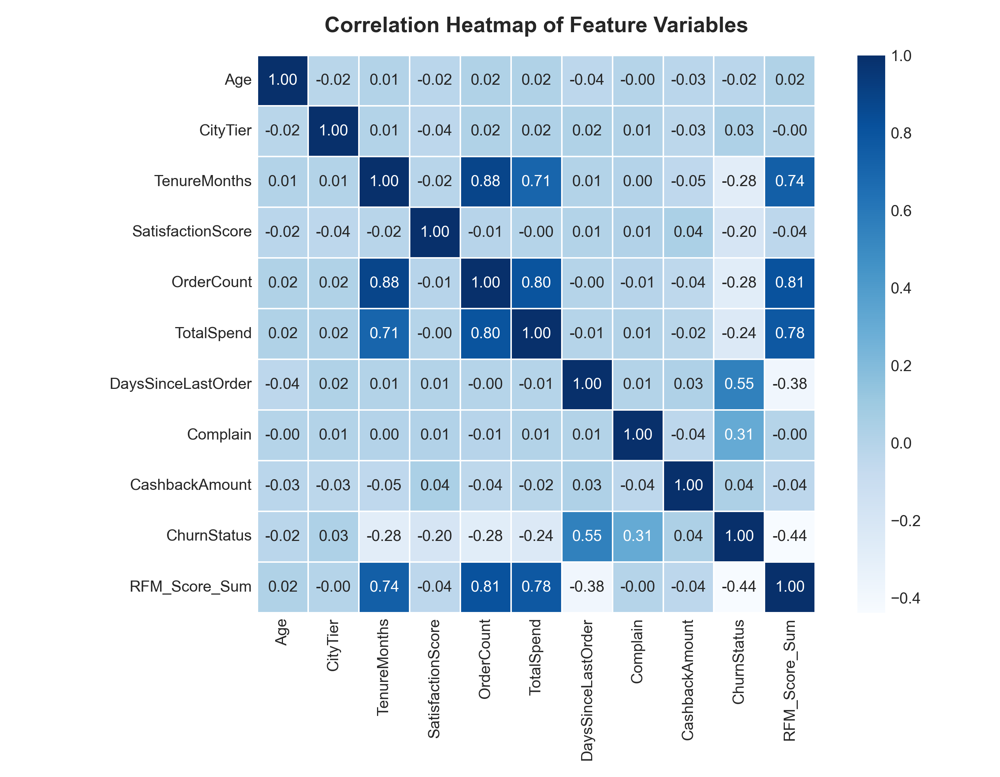 Correlation Heatmap of Feature Variables
Age 1.00 -0.02 0.01 -0.02 0.02 0.02 -0.04 -0.00 -0.03 -0.02 0.02
CityTier -0.02 1.00 0.01 -0.04 0.02 0.02 0.02 0.01 -0.03 0.03 -0.00
TenureMonths 0.01 0.01 1.00 -0.02 0.88 0.71 0.01 0.00 -0.05 -0.28 0.74
SatisfactionScore -0.02 -0.04 -0.02 1.00 -0.01 -0.00 0.01 0.01 0.04 -0.20 -0.04
OrderCount 0.02 0.02 0.88 -0.01 1.00 0.80 -0.00 -0.01 -0.04 -0.28 0.81
TotalSpend 0.02 0.02 0.71 -0.00 0.80 1.00 -0.01 0.01 -0.02 -0.24 0.78
DaysSinceLastOrder -0.04 0.02 0.01 0.01 -0.00 -0.01 1.00 0.01 0.03 0.55 -0.38
Complain -0.00 0.01 0.00 0.01 -0.01 0.01 0.01 1.00 -0.04 0.31 -0.00
CashbackAmount -0.03 -0.03 -0.05 0.04 -0.04 -0.02 0.03 -0.04 1.00 0.04 -0.04
ChurnStatus -0.02 0.03 -0.28 -0.20 -0.28 -0.24 0.55 0.31 0.04 1.00 -0.44
RFM_Score_Sum 0.02 -0.00 0.74 -0.04 0.81 0.78 -0.38 -0.00 -0.04 -0.44 1.00
Age
CityTier
TenureMonths
SatisfactionScore
OrderCount
TotalSpend
DaysSinceLastOrder
Complain
CashbackAmount
ChurnStatus
RFM_Score_Sum
1.0
0.8
0.6
0.4
0.2
0.0
−0.2
−0.4